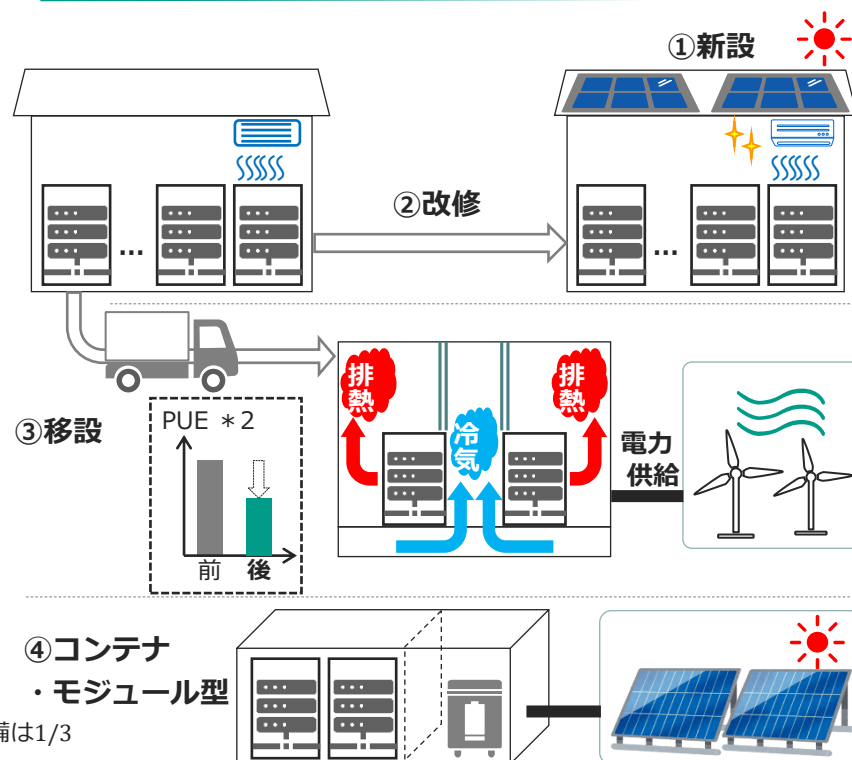 ①新設
②改修
...
...
③移設
PUE ＊2
前
後
排熱
冷気
排熱
電力
供給
④コンテナ
・モジュール型
備は1/3